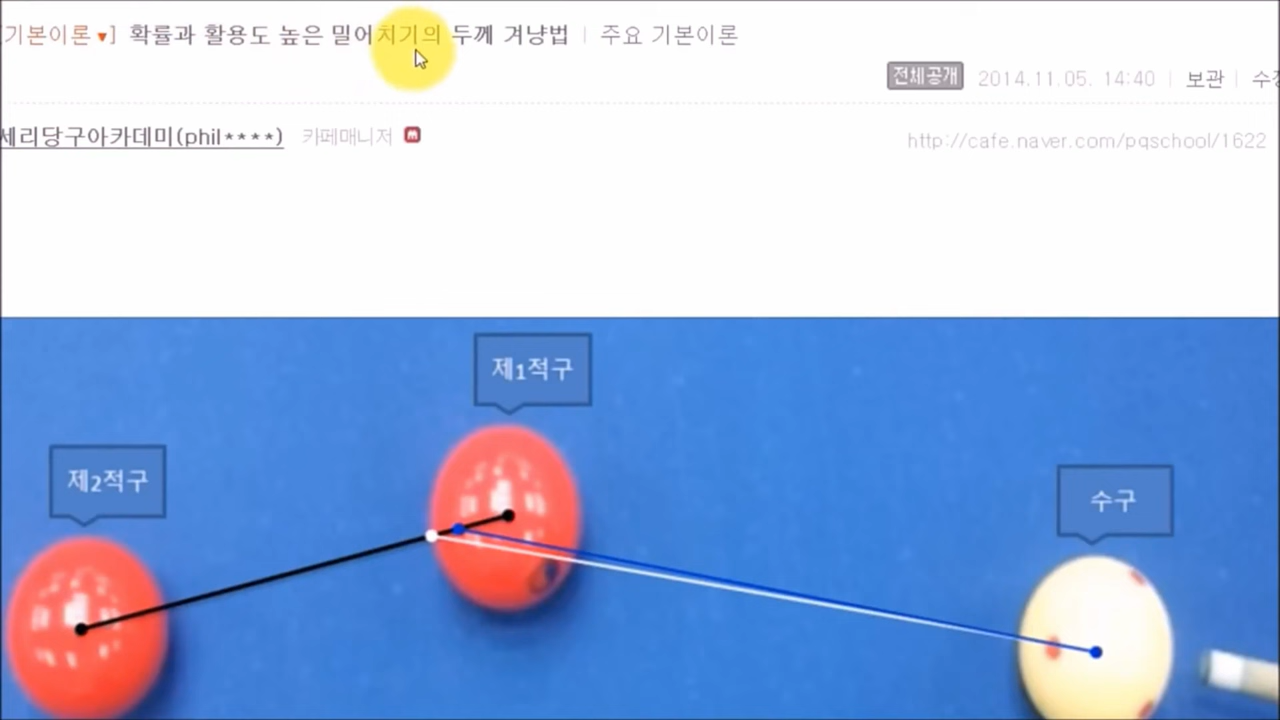 기본이론 ▾] 확률과 활용도 높은 밀어치기의 두께 겨냥법 | 주요 기본이론
전체공개 2014.11.05. 14:40 | 보관 | 수정
세리당구아카데미(phil****) 카페매니저
http://cafe.naver.com/pqschool/1622
제1적구
제2적구
수구